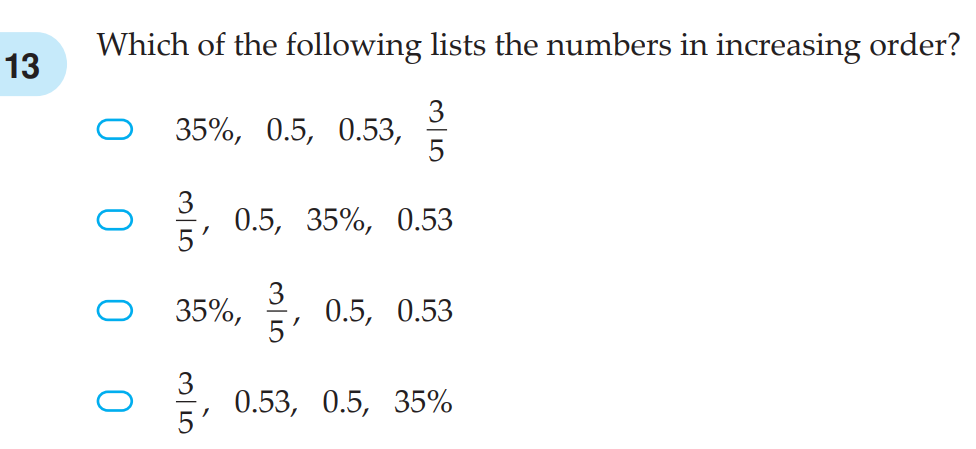 13 Which of the following lists the numbers in increasing order?
35%, 0.5, 0.53, 3/5
3/5, 0.5, 35%, 0.53
35%, 3/5, 0.5, 0.53
3/5, 0.53, 0.5, 35%